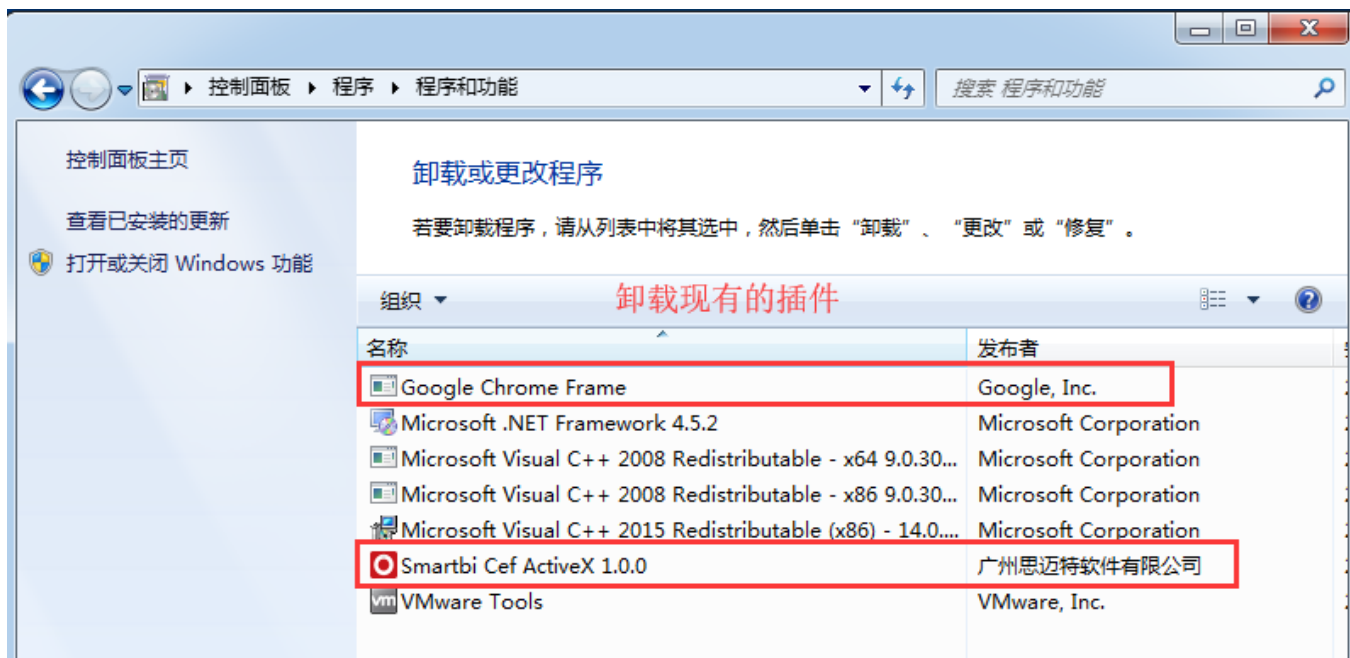 控制面板 程序 程序和功能
搜索 程序和功能
控制面板主页
查看已安装的更新
打开或关闭 Windows 功能
卸载或更改程序
若要卸载程序，请从列表中将其选中，然后单击“卸载”、“更改”或“修复”。
组织
卸载现有的插件
名称 发布者
Google Chrome Frame Google, Inc.
Microsoft .NET Framework 4.5.2 Microsoft Corporation
Microsoft Visual C++ 2008 Redistributable - x64 9.0.30... Microsoft Corporation
Microsoft Visual C++ 2008 Redistributable - x86 9.0.30... Microsoft Corporation
Microsoft Visual C++ 2015 Redistributable (x86) - 14.0.... Microsoft Corporation
Smartbi Cef ActiveX 1.0.0 广州思迈特软件有限公司
vm VMware Tools VMware, Inc.